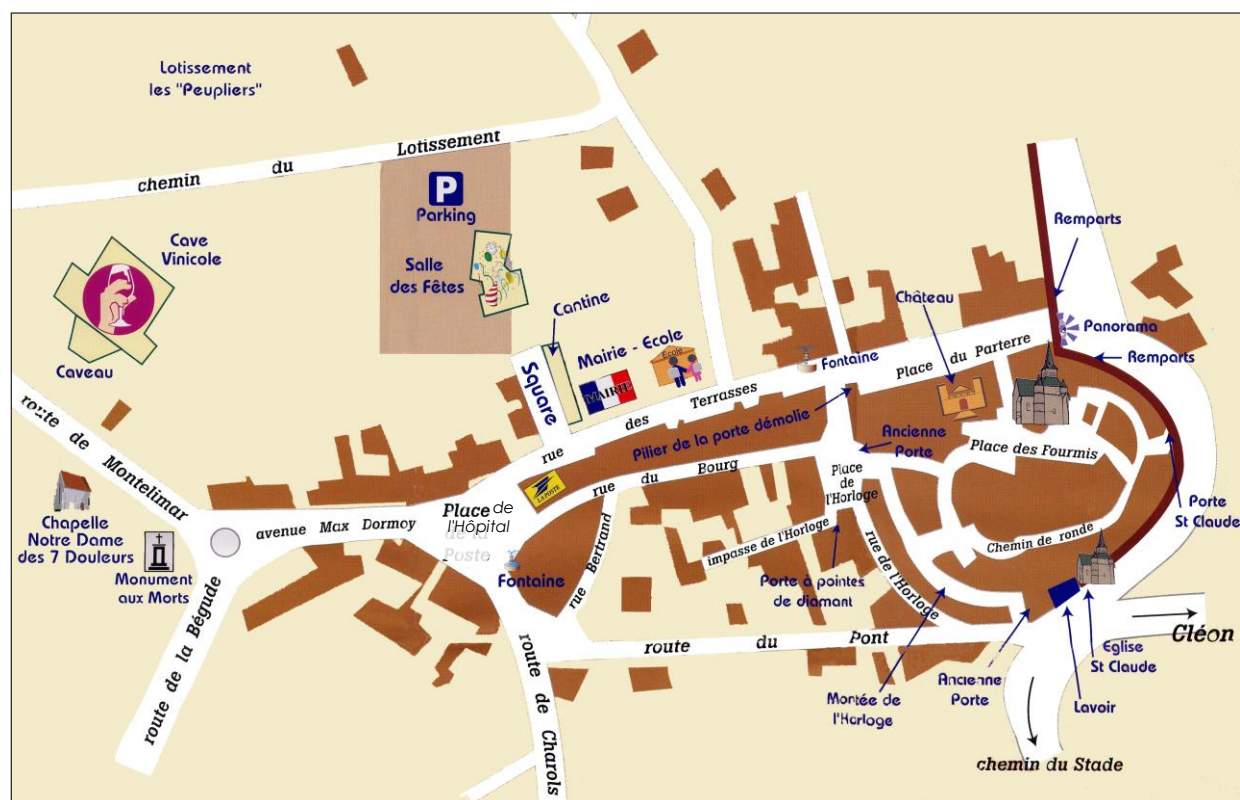 Lotissement
les "Peupliers"
chemin du Lotissement
P
Parking
Cave
Vinicole
Salle
des Fêtes
Caveau
Cantine
Square
Mairie - Ecole
Ecole
MAIRIE
Fontaine
Château
Remparts
Panorama
Remparts
Place du Parterre
rue des Terrasses
Pilier de la porte démolie
Ancienne
Porte
Place des Fourmis
rue du Bourg
LA POSTE
Place
de
l'Horloge
Porte
St Claude
route de Montelimar
avenue Max Dormoy
Place de
l'Hôpital
de la
Poste
Chapelle
Notre Dame
des 7 Douleurs
Monument
aux Morts
Fontaine
rue Bertrand
impasse de l'Horloge
rue de l'Horloge
Chemin de ronde
Porte à pointes
de diamant
route de la Bégude
route de Charols
route du Pont
Cléon
Eglise
St Claude
Montée de
l'Horloge
Ancienne
Porte
Lavoir
chemin du Stade